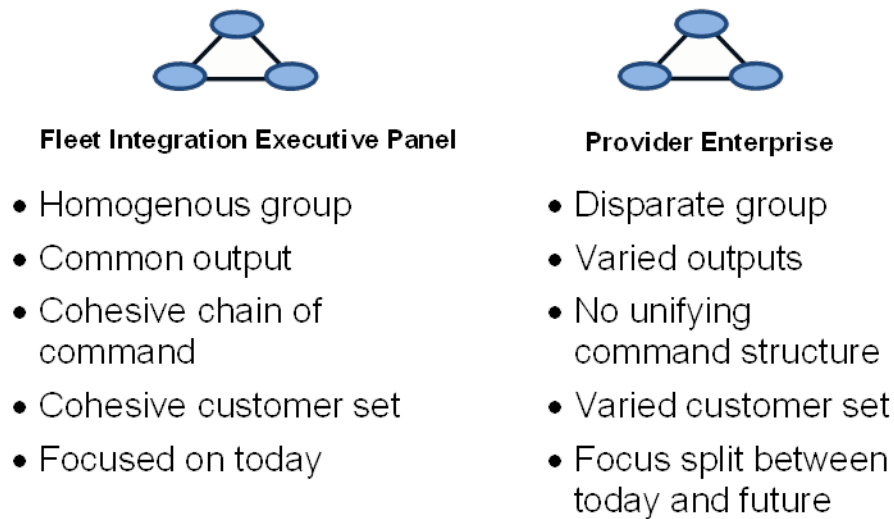 Fleet Integration Executive Panel
• Homogenous group
• Common output
• Cohesive chain of
command
• Cohesive customer set
• Focused on today
Provider Enterprise
• Disparate group
• Varied outputs
• No unifying
command structure
• Varied customer set
• Focus split between
today and future